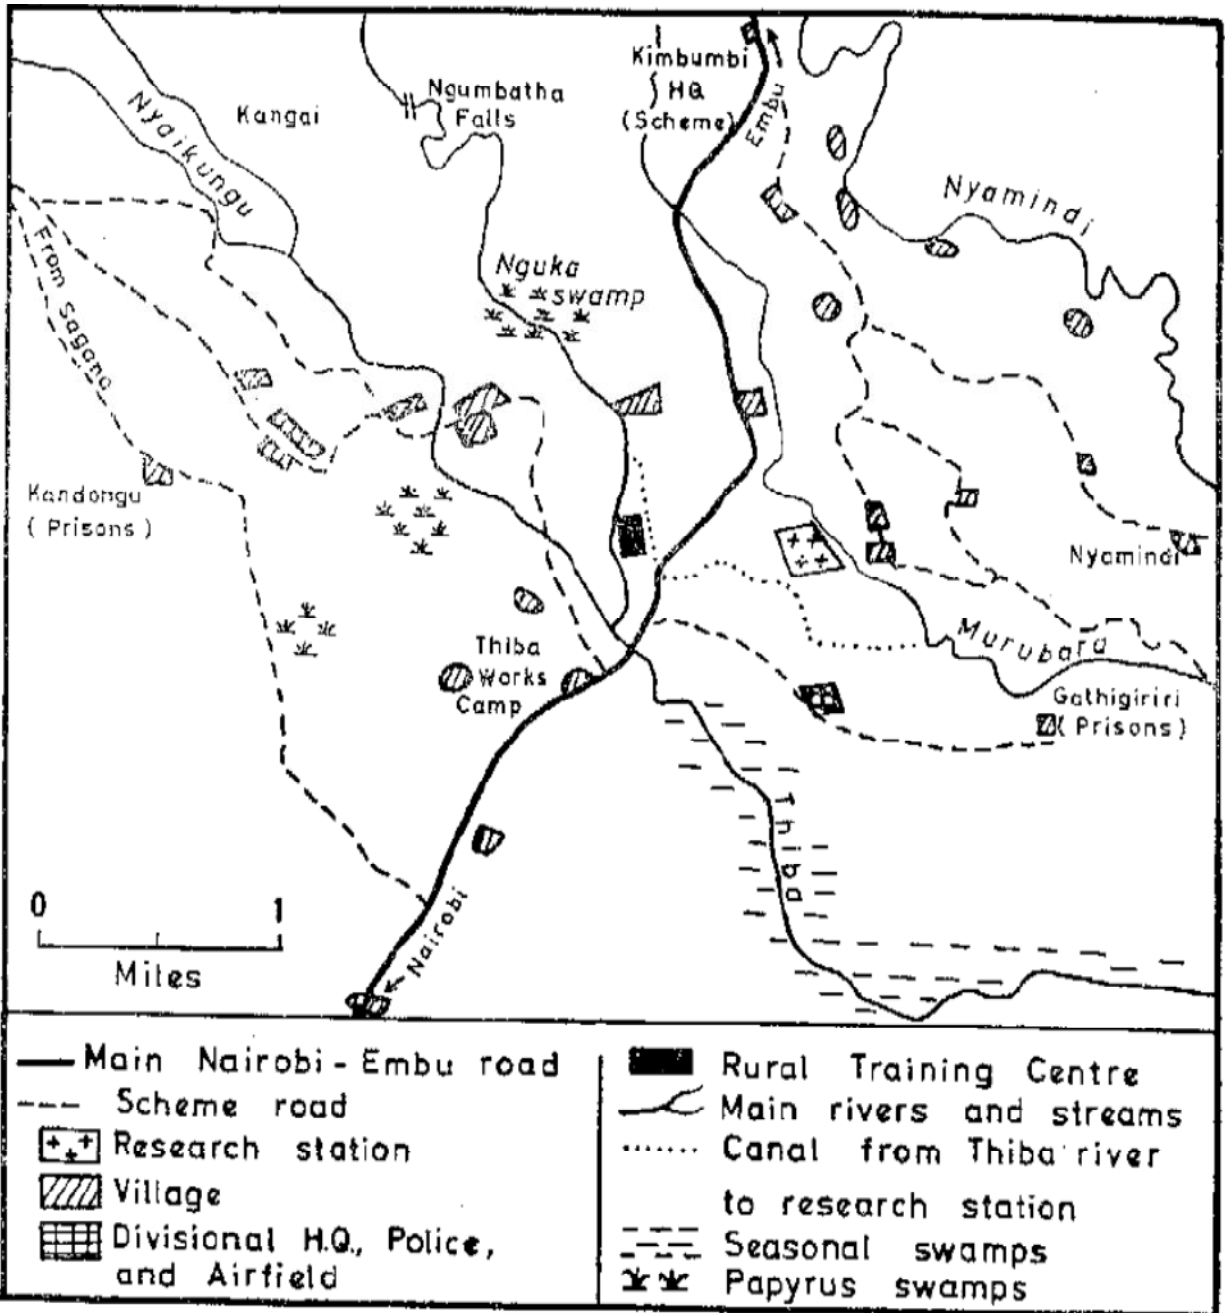 Kimbumbi
HQ
(Scheme)
Embu
Ngumbatha
Falls
Kangai
Nyaikungu
Nyamindi
From Sagana
Nguka
swamp
Kandongu
(Prisons)
Nyamindi
Thiba
Works
Camp
Murubara
Gathigiriri
(Prisons)
Thiba
Nairobi
0 1
Miles
Main Nairobi-Embu road
Scheme road
Research station
Village
Divisional H.Q., Police,
and Airfield
Rural Training Centre
Main rivers and streams
Canal from Thiba river
to research station
Seasonal swamps
Papyrus swamps